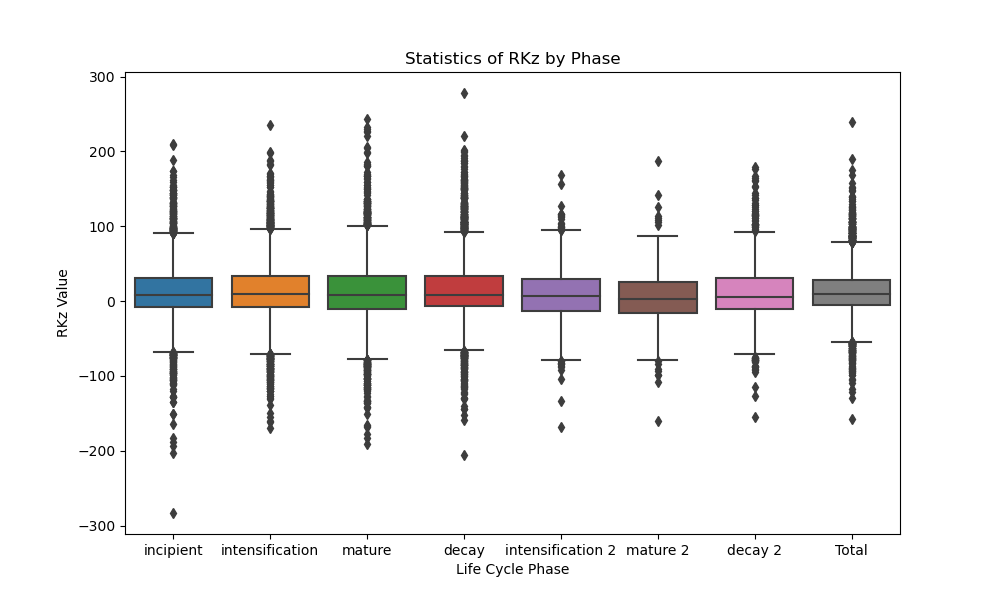 Statistics of RKz by Phase
300
200
100
0
−100
−200
−300
RKz Value
incipient intensification mature decay intensification 2 mature 2 decay 2 Total
Life Cycle Phase